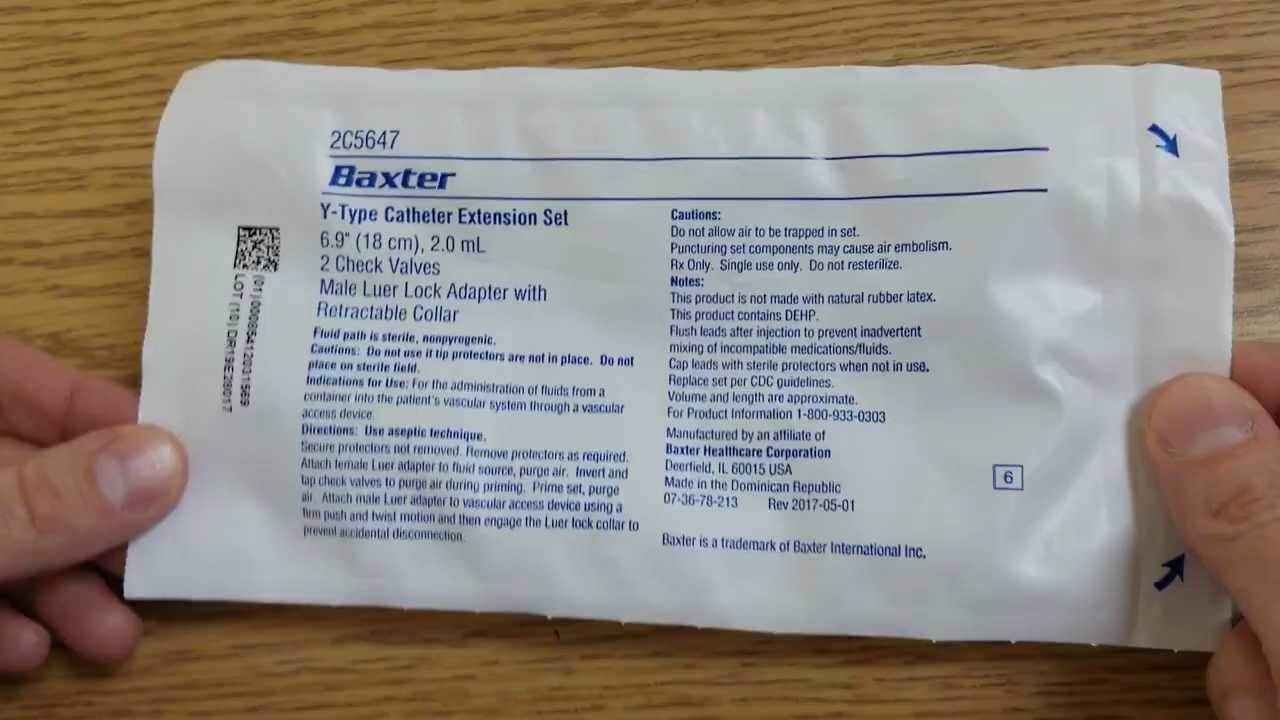 2C5647
Baxter
Y-Type Catheter Extension Set
6.9" (18 cm), 2.0 mL
2 Check Valves
Male Luer Lock Adapter with
Retractable Collar
Fluid path is sterile, nonpyrogenic.
Cautions: Do not use if tip protectors are not in place. Do not
place on sterile field.
Indications for Use: For the administration of fluids from a
container into the patient's vascular system through a vascular
access device.
Directions: Use aseptic technique.
Secure protectors not removed. Remove protectors as required.
Attach female Luer adapter to fluid source, purge air. Invert and
tap check valves to purge air during priming. Prime set, purge
air. Attach male Luer adapter to vascular access device using a
firm push and twist motion and then engage the Luer lock collar to
prevent accidental disconnection.
Cautions:
Do not allow air to be trapped in set.
Puncturing set components may cause air embolism.
Rx Only. Single use only. Do not resterilize.
Notes:
This product is not made with natural rubber latex.
This product contains DEHP.
Flush leads after injection to prevent inadvertent
mixing of incompatible medications/fluids.
Cap leads with sterile protectors when not in use.
Replace set per CDC guidelines.
Volume and length are approximate.
For Product Information 1-800-933-0303
Manufactured by an affiliate of
Baxter Healthcare Corporation
Deerfield, IL 60015 USA
Made in the Dominican Republic
07-36-78-213 Rev 2017-05-01
Baxter is a trademark of Baxter International Inc.
6
LOT (10) DR19E28017